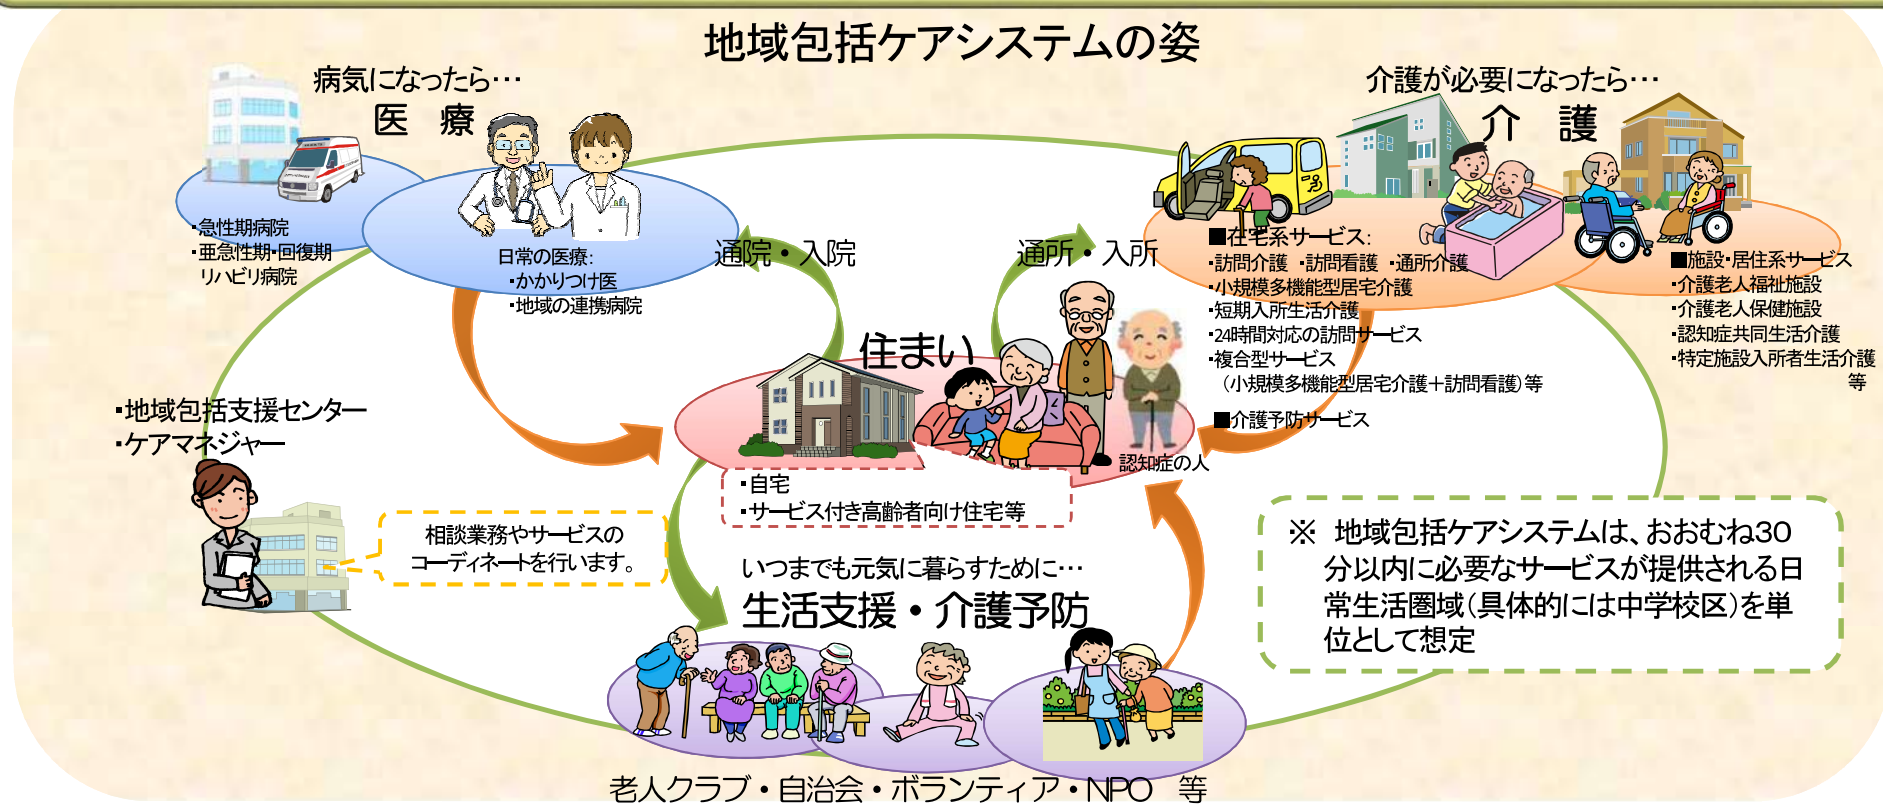 地域包括ケアシステムの姿
病気になったら…
医 療
・急性期病院
・亜急性期・回復期
リハビリ病院
日常の医療:
・かかりつけ医
・地域の連携病院
通院・入院
通所・入所
介護が必要になったら…
介 護
■在宅系サービス:
・訪問介護 ・訪問看護 ・通所介護
・小規模多機能型居宅介護
・短期入所生活介護
・24時間対応の訪問サービス
・複合型サービス
(小規模多機能型居宅介護＋訪問看護)等
■介護予防サービス
■施設・居住系サービス
・介護老人福祉施設
・介護老人保健施設
・認知症共同生活介護
・特定施設入所者生活介護
等
住まい
認知症の人
・自宅
・サービス付き高齢者向け住宅等
・地域包括支援センター
・ケアマネジャー
相談業務やサービスの
コーディネートを行います。
いつまでも元気に暮らすために…
生活支援・介護予防
老人クラブ・自治会・ボランティア・NPO 等
※ 地域包括ケアシステムは、おおむね30
分以内に必要なサービスが提供される日
常生活圏域(具体的には中学校区)を単
位として想定